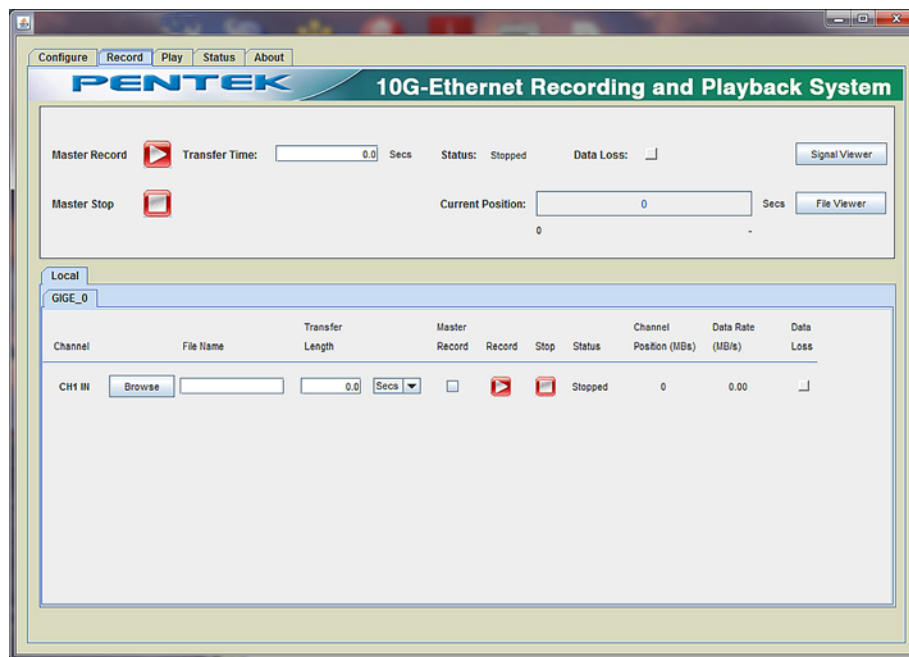 Configure Record Play Status About
PENTEK 10G-Ethernet Recording and Playback System
Master Record Transfer Time: 0.0 Secs Status: Stopped Data Loss: Signal Viewer
Master Stop Current Position: 0 Secs File Viewer
0 -
Local
GIGE_0
Transfer Master Channel Data Rate Data
Channel File Name Length Record Record Stop Status Position (MBs) (MB/s) Loss
CH1 IN Browse 0.0 Secs Stopped 0 0.00